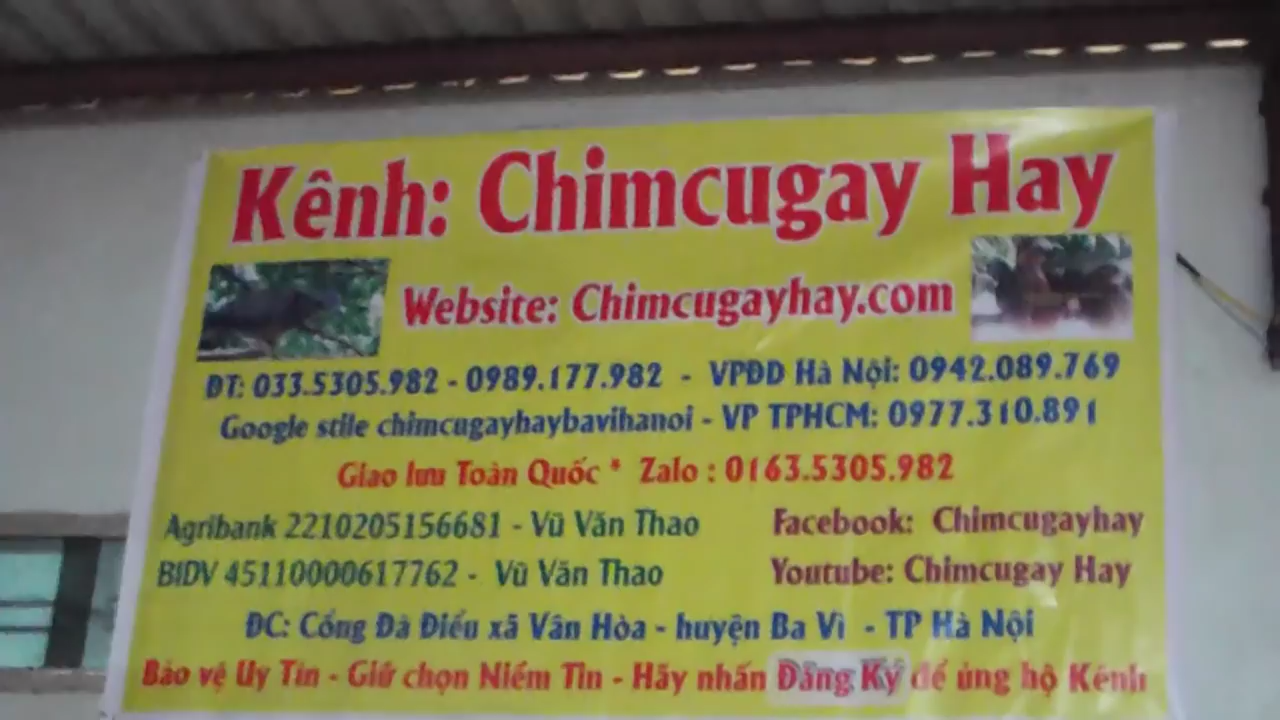 Kênh: Chimcugay Hay
Website: Chimcugayhay.com
ĐT: 033.5305.982 - 0989.177.982 - VPĐD Hà Nội: 0942.089.769
Google stile chimcugayhaybavihanoi - VP TPHCM: 0977.310.891
Giao lưu Toàn Quốc * Zalo : 0163.5305.982
Agribank 2210205156681 - Vũ Văn Thao
Facebook: Chimcugayhay
BIDV 45110000617762 - Vũ Văn Thao
Youtube: Chimcugay Hay
ĐC: Cổng Đà Điểu xã Vân Hòa - huyện Ba Vì - TP Hà Nội
Bảo vệ Uy Tín - Giữ chọn Niềm Tin - Hãy nhấn Đăng Ký để ủng hộ Kênh